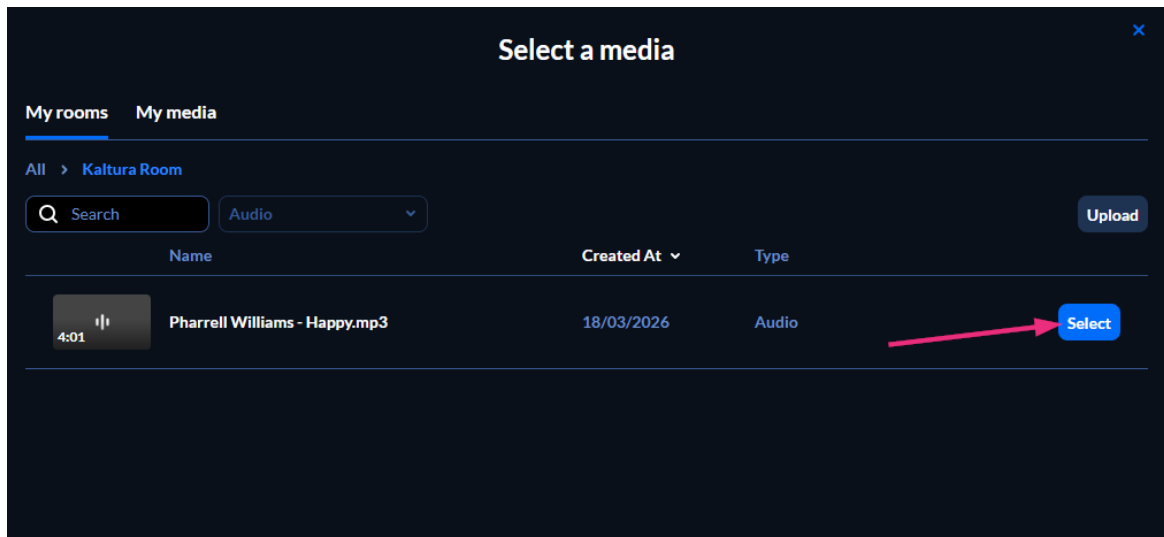 Select a media
My rooms My media
All > Kaltura Room
Search Audio Upload
Name Created At Type
4:01 Pharrell Williams - Happy.mp3 18/03/2026 Audio Select